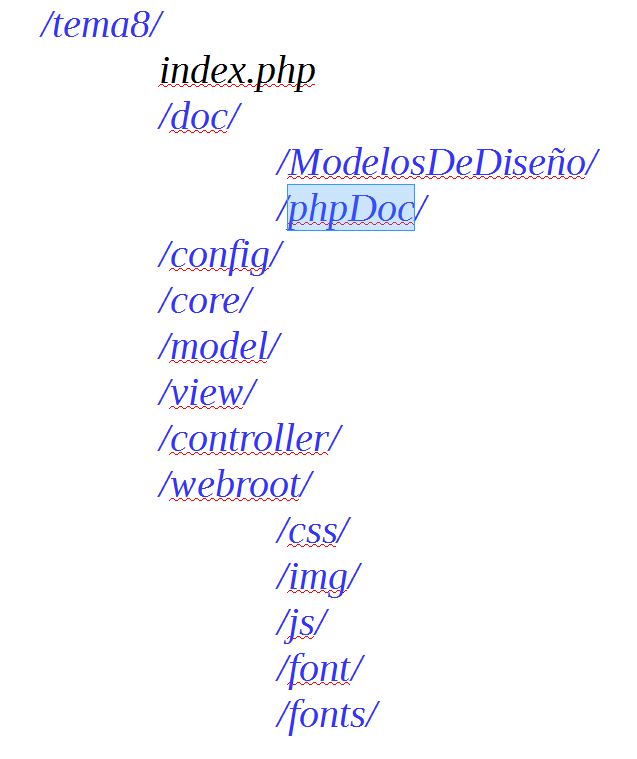 /tema8/
index.php
/doc/
/ModelosDeDiseño/
/phpDoc/
/config/
/core/
/model/
/view/
/controller/
/webroot/
/css/
/img/
/js/
/font/
/fonts/